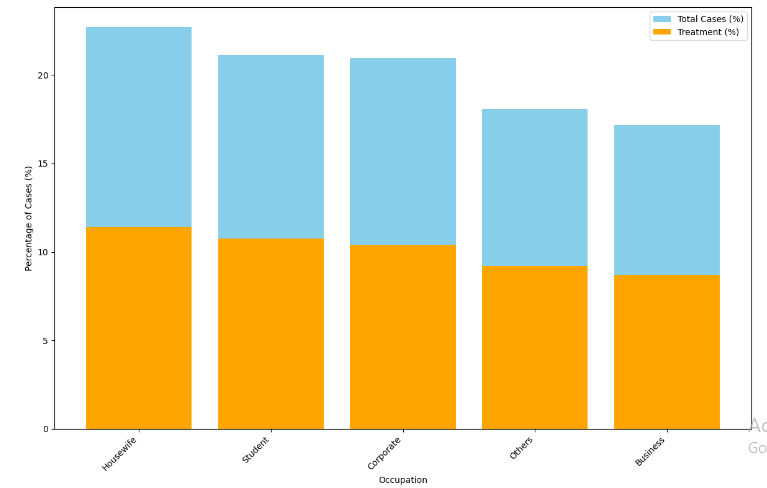 Total Cases (%)
Treatment (%)
Percentage of Cases (%)
20
15
10
5
0
Housewife
Student
Corporate
Others
Business
Occupation